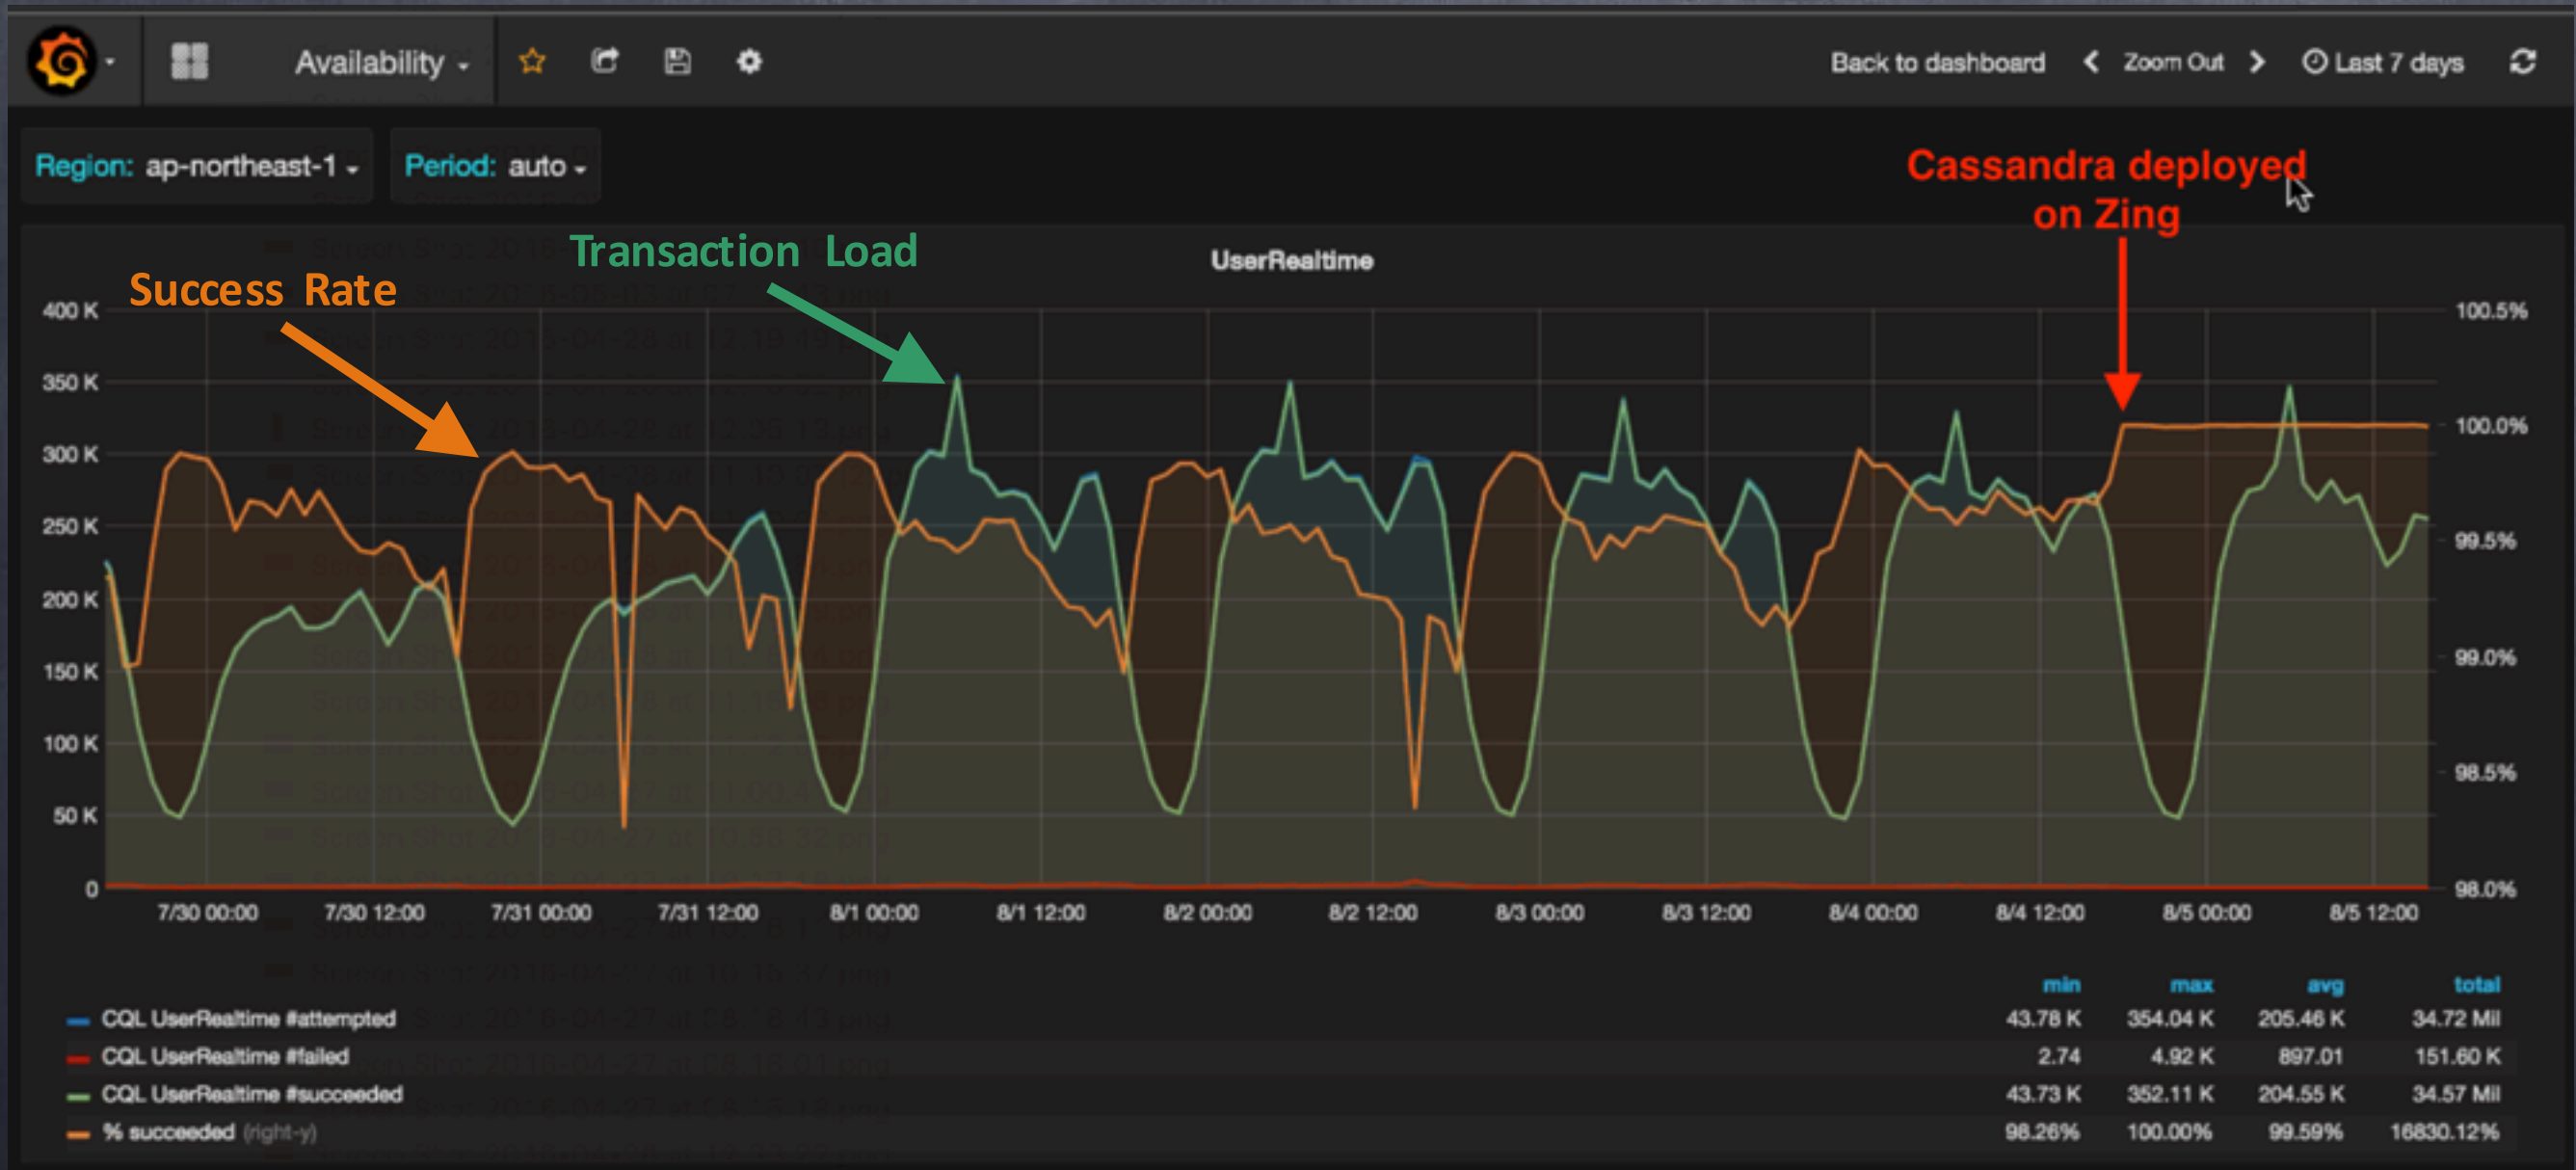 Availability
Back to dashboard
Zoom Out
Last 7 days
Region: ap-northeast-1
Period: auto
Cassandra deployed
on Zing
Transaction Load
Success Rate
UserRealtime
400 K
350 K
300 K
250 K
200 K
150 K
100 K
50 K
0
100.5%
100.0%
99.5%
99.0%
98.5%
98.0%
7/30 00:00
7/30 12:00
7/31 00:00
7/31 12:00
8/1 00:00
8/1 12:00
8/2 00:00
8/2 12:00
8/3 00:00
8/3 12:00
8/4 00:00
8/4 12:00
8/5 00:00
8/5 12:00
min max avg total
CQL UserRealtime #attempted 43.78 K 354.04 K 205.46 K 34.72 Mil
CQL UserRealtime #failed 2.74 4.92 K 897.01 151.60 K
CQL UserRealtime #succeeded 43.73 K 352.11 K 204.55 K 34.57 Mil
% succeeded (right-y) 98.26% 100.00% 99.59% 16830.12%